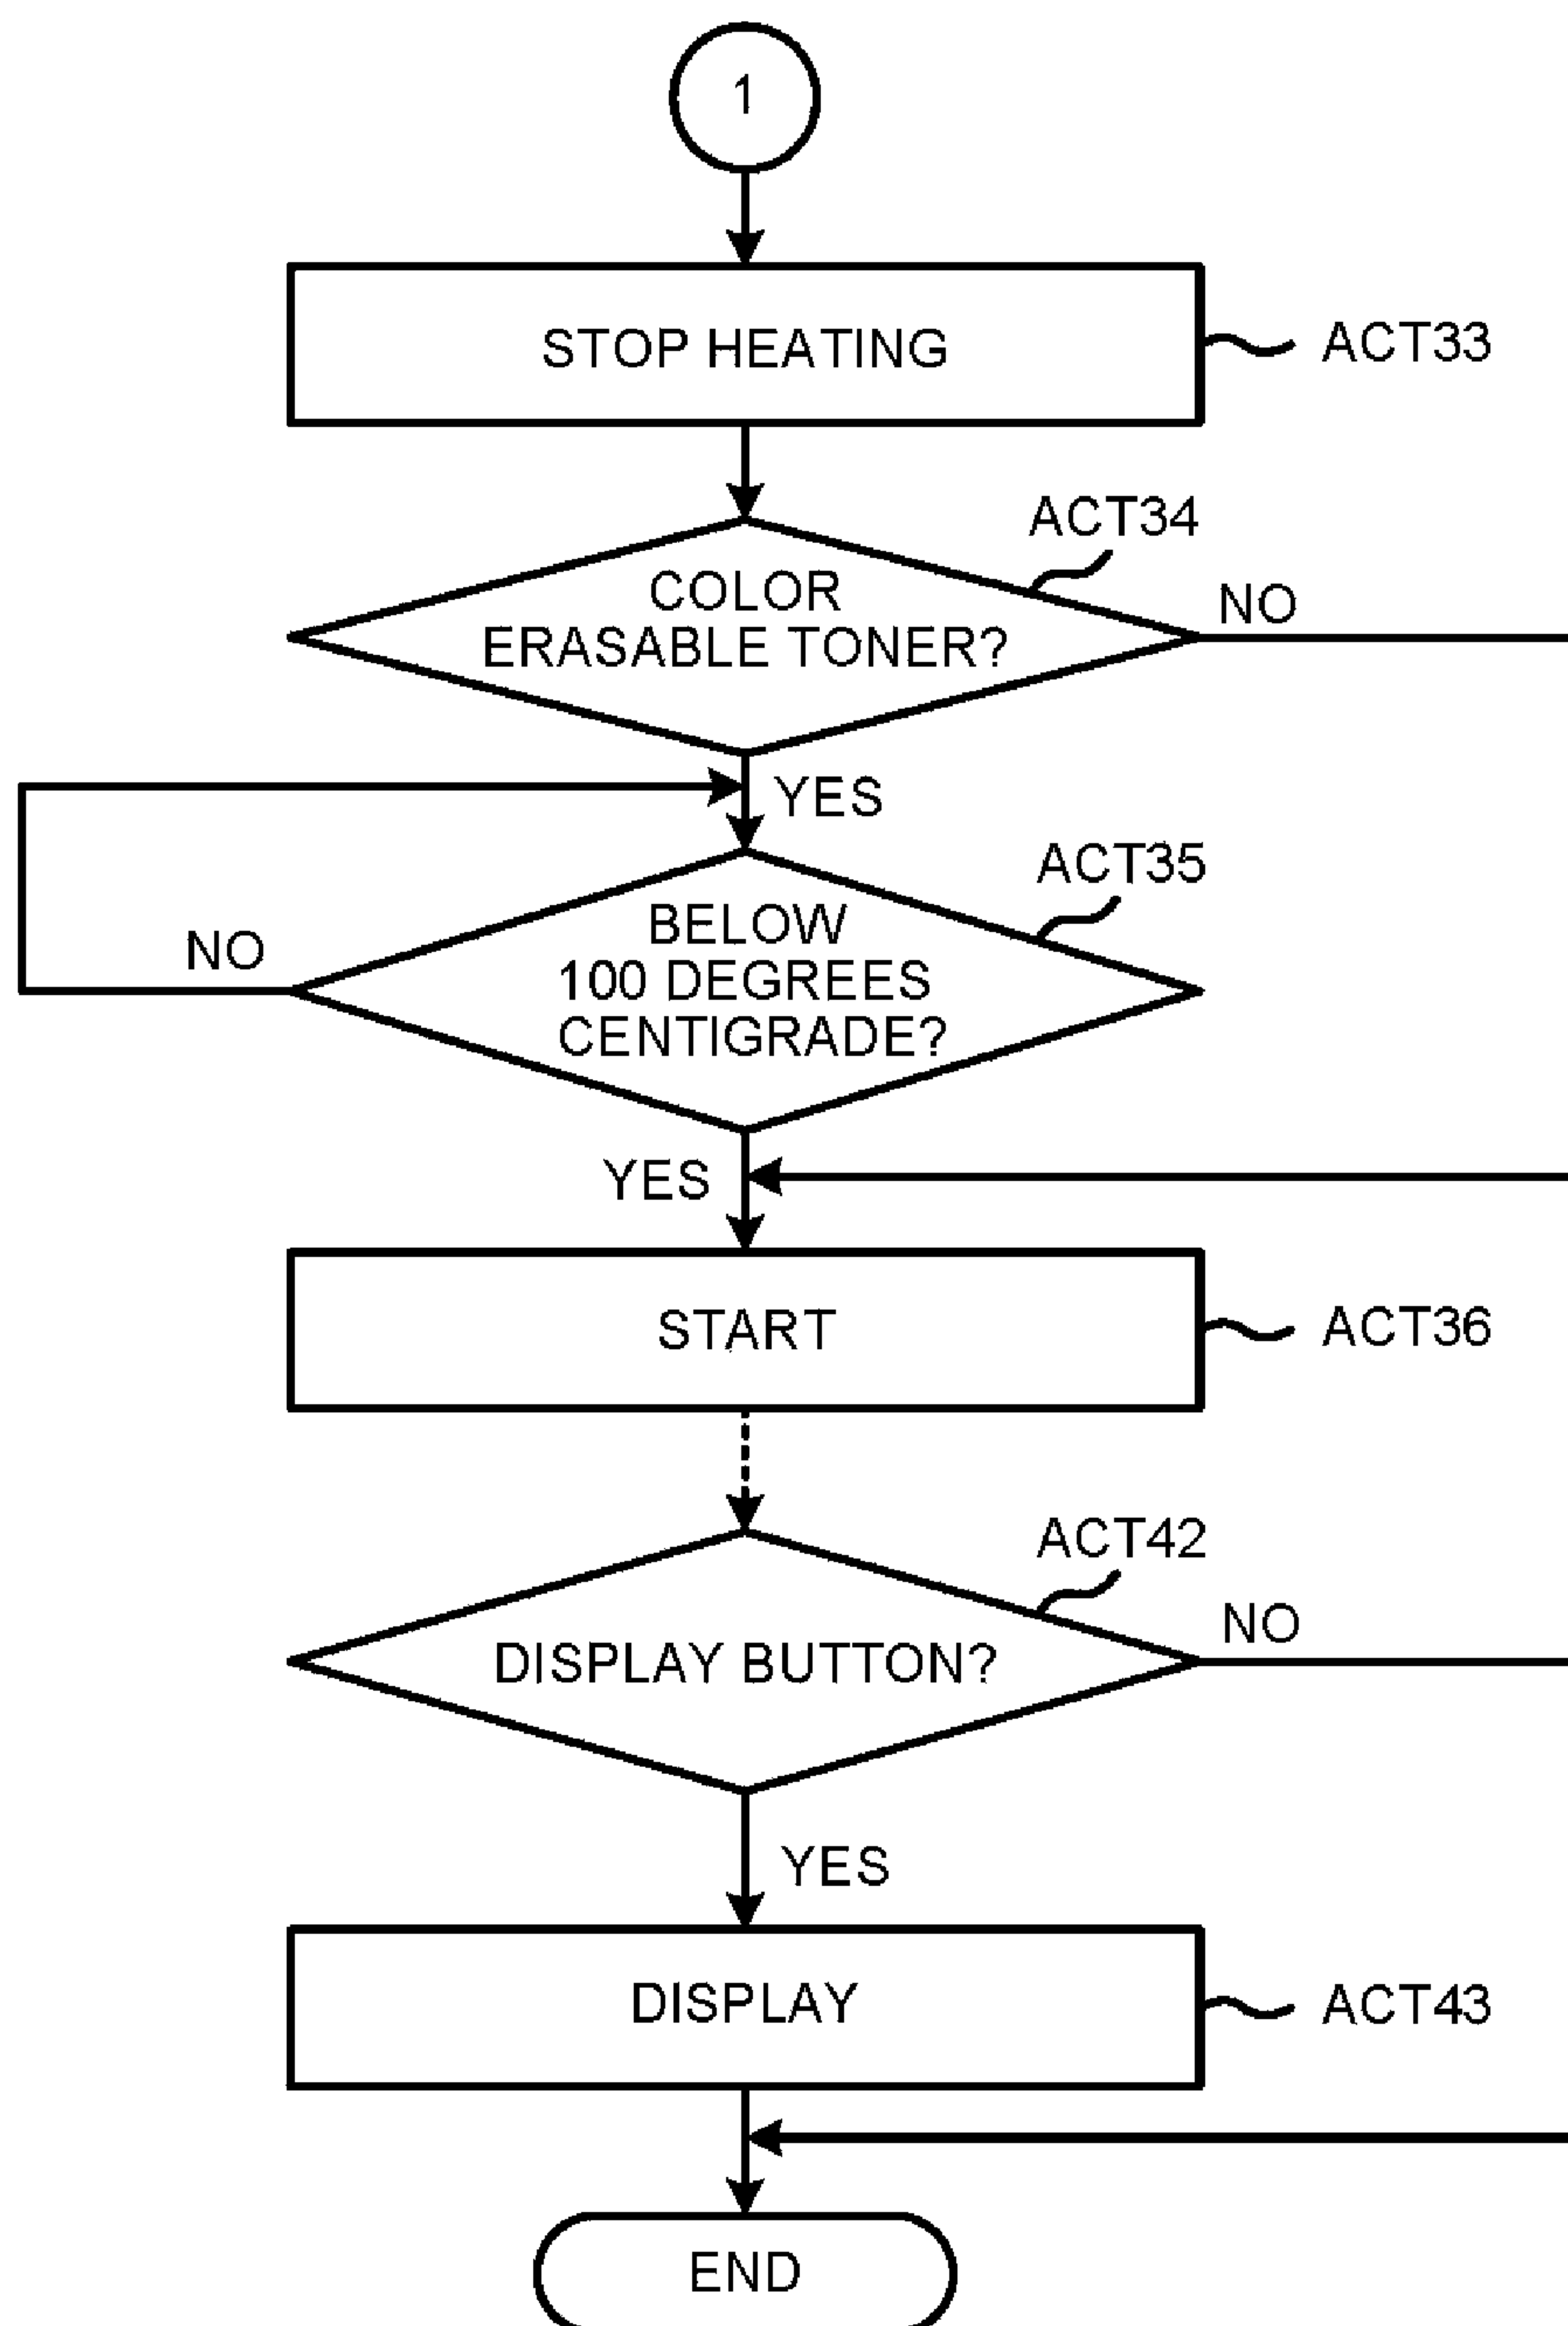 1
STOP HEATING
ACT33
ACT34
COLOR
ERASABLE TONER?
NO
YES
ACT35
BELOW
100 DEGREES
CENTIGRADE?
NO
YES
START
ACT36
ACT42
DISPLAY BUTTON?
NO
YES
DISPLAY
ACT43
END